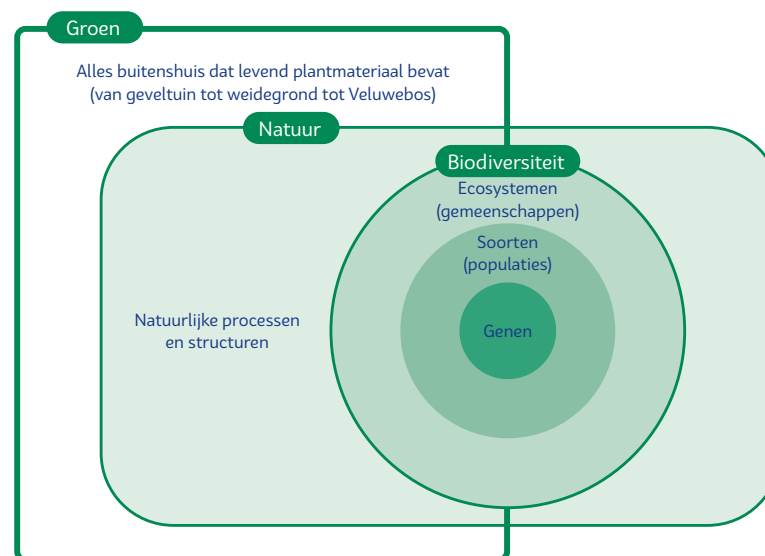 Groen
Alles buitenshuis dat levend plantmateriaal bevat
(van geveltuin tot weidegrond tot Veluwebos)
Natuur
Biodiversiteit
Ecosystemen
(gemeenschappen)
Soorten
(populaties)
Natuurlijke processen
en structuren
Genen